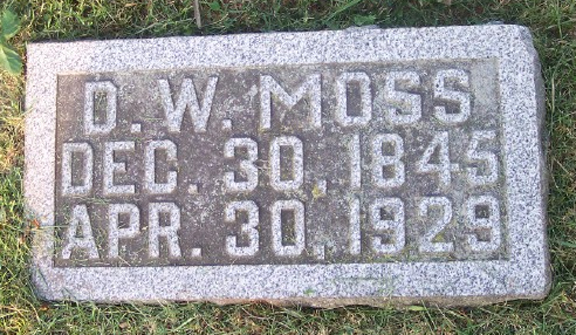 D. W. MOSS
DEC. 30, 1845
APR. 30, 1929